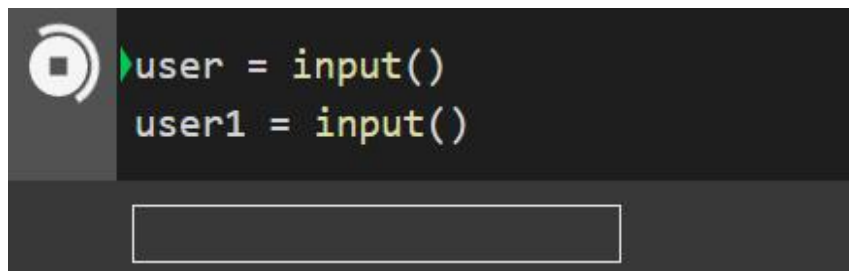 user = input()
user1 = input()